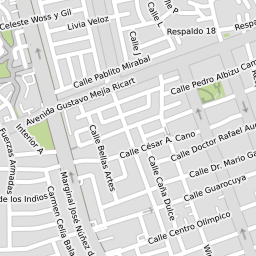 Celeste Woss y Gil
Livia Veloz
Calle J
Respaldo
Respaldo 18
Calle Pablito Mirabal
Calle Pedro Albizu Cam
Avenida Gustavo Mejía Ricart
Interior A
Fuerzas Armadas
Calle Bellas Artes
Calle César A. Cano
Calle Doctor Rafael Au
Calle Caña Dulce
Calle Dr. Mario Ga
Calle Guarocuya
de los Indios
Carmen Celia Bala
Marginal José Núñez d
Calle Centro Olímpico